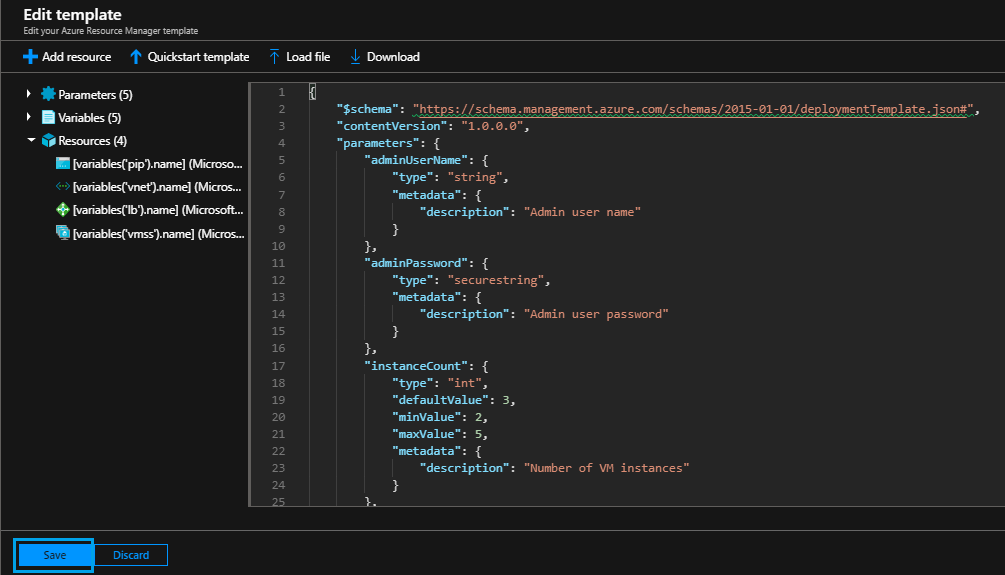 Edit template
Edit your Azure Resource Manager template
Add resource
Quickstart template
Load file
Download
Parameters (5)
Variables (5)
Resources (4)
[variables('pip').name] (Microso...
[variables('vnet').name] (Micros...
[variables('lb').name] (Microsoft...
[variables('vmss').name] (Micros...
1 {
2 "$schema": "https://schema.management.azure.com/schemas/2015-01-01/deploymentTemplate.json#",
3 "contentVersion": "1.0.0.0",
4 "parameters": {
5 "adminUserName": {
6 "type": "string",
7 "metadata": {
8 "description": "Admin user name"
9 }
10 },
11 "adminPassword": {
12 "type": "securestring",
13 "metadata": {
14 "description": "Admin user password"
15 }
16 },
17 "instanceCount": {
18 "type": "int",
19 "defaultValue": 3,
20 "minValue": 2,
21 "maxValue": 5,
22 "metadata": {
23 "description": "Number of VM instances"
24 }
25 },
Save
Discard